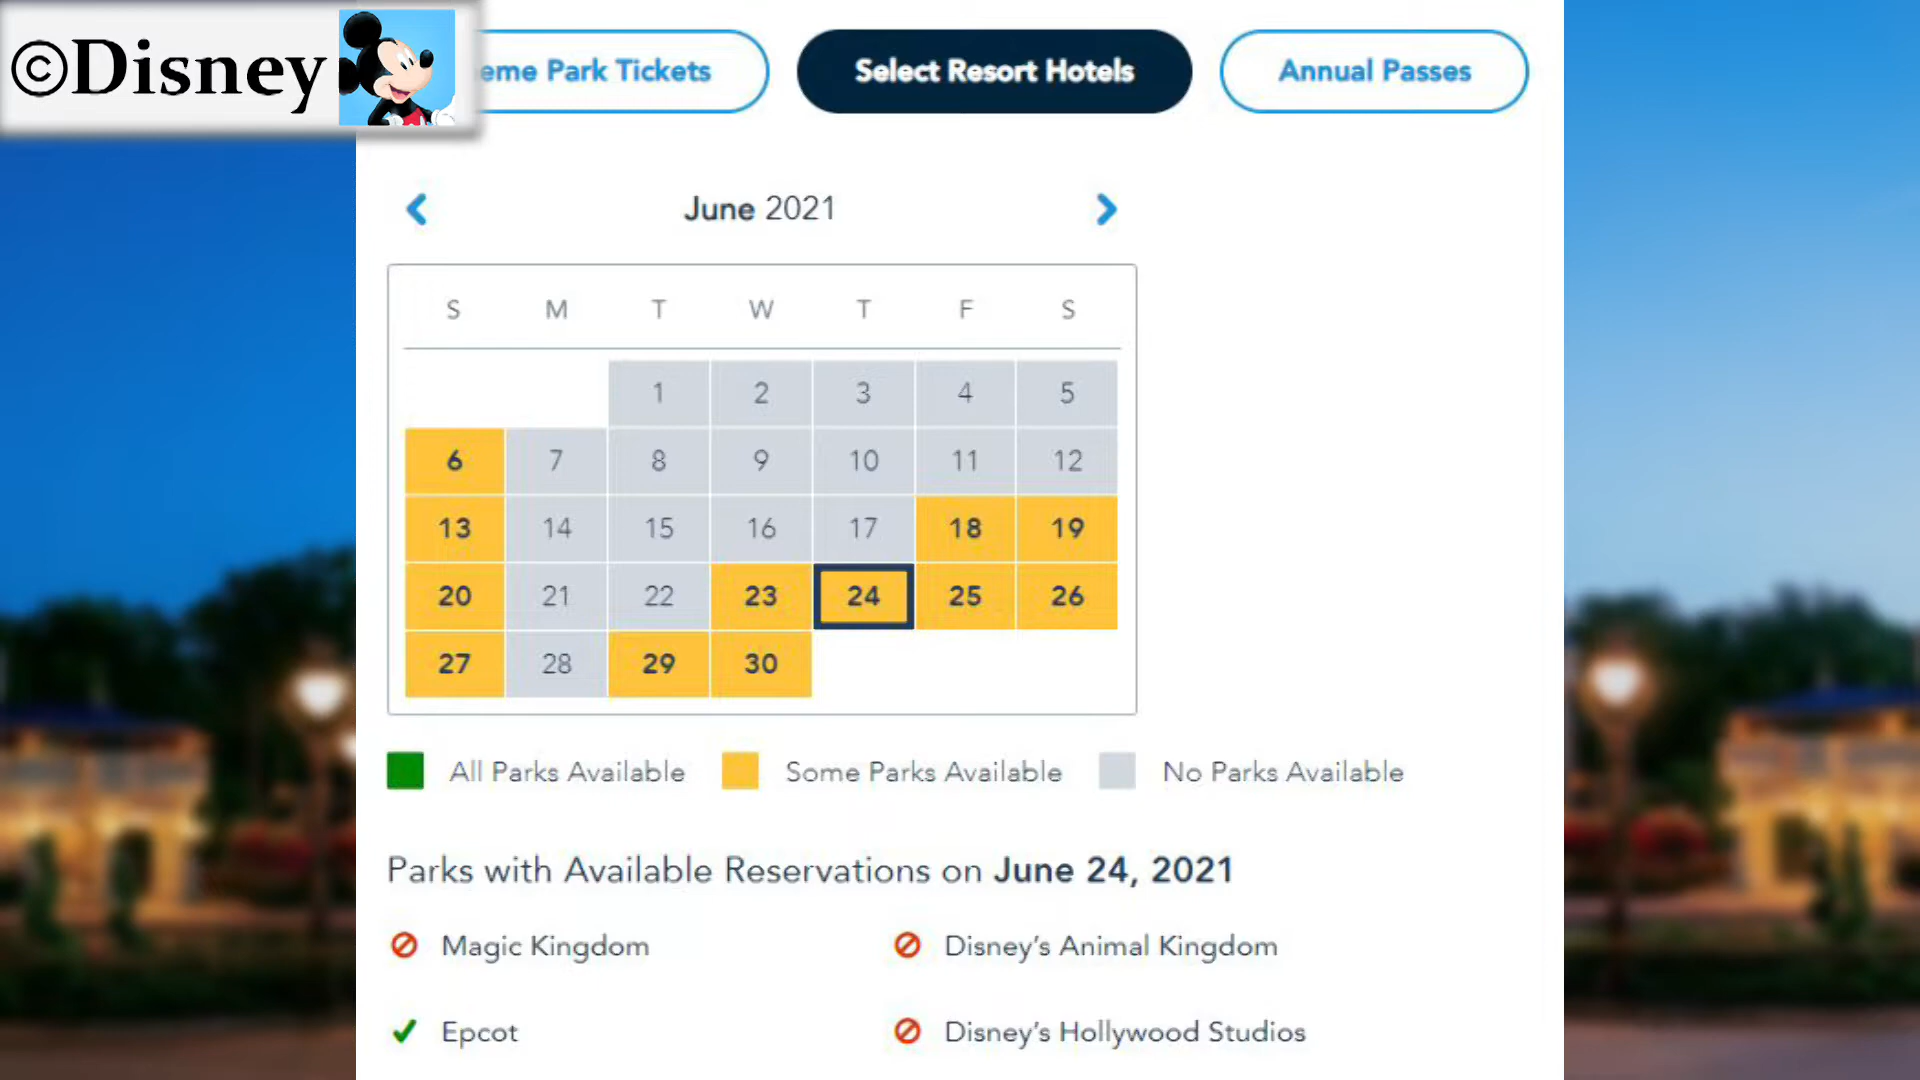 ©Disney
eme Park Tickets
Select Resort Hotels
Annual Passes
June 2021
S M T W T F S
1 2 3 4 5
6 7 8 9 10 11 12
13 14 15 16 17 18 19
20 21 22 23 24 25 26
27 28 29 30
All Parks Available
Some Parks Available
No Parks Available
Parks with Available Reservations on June 24, 2021
Magic Kingdom
Disney's Animal Kingdom
Epcot
Disney's Hollywood Studios